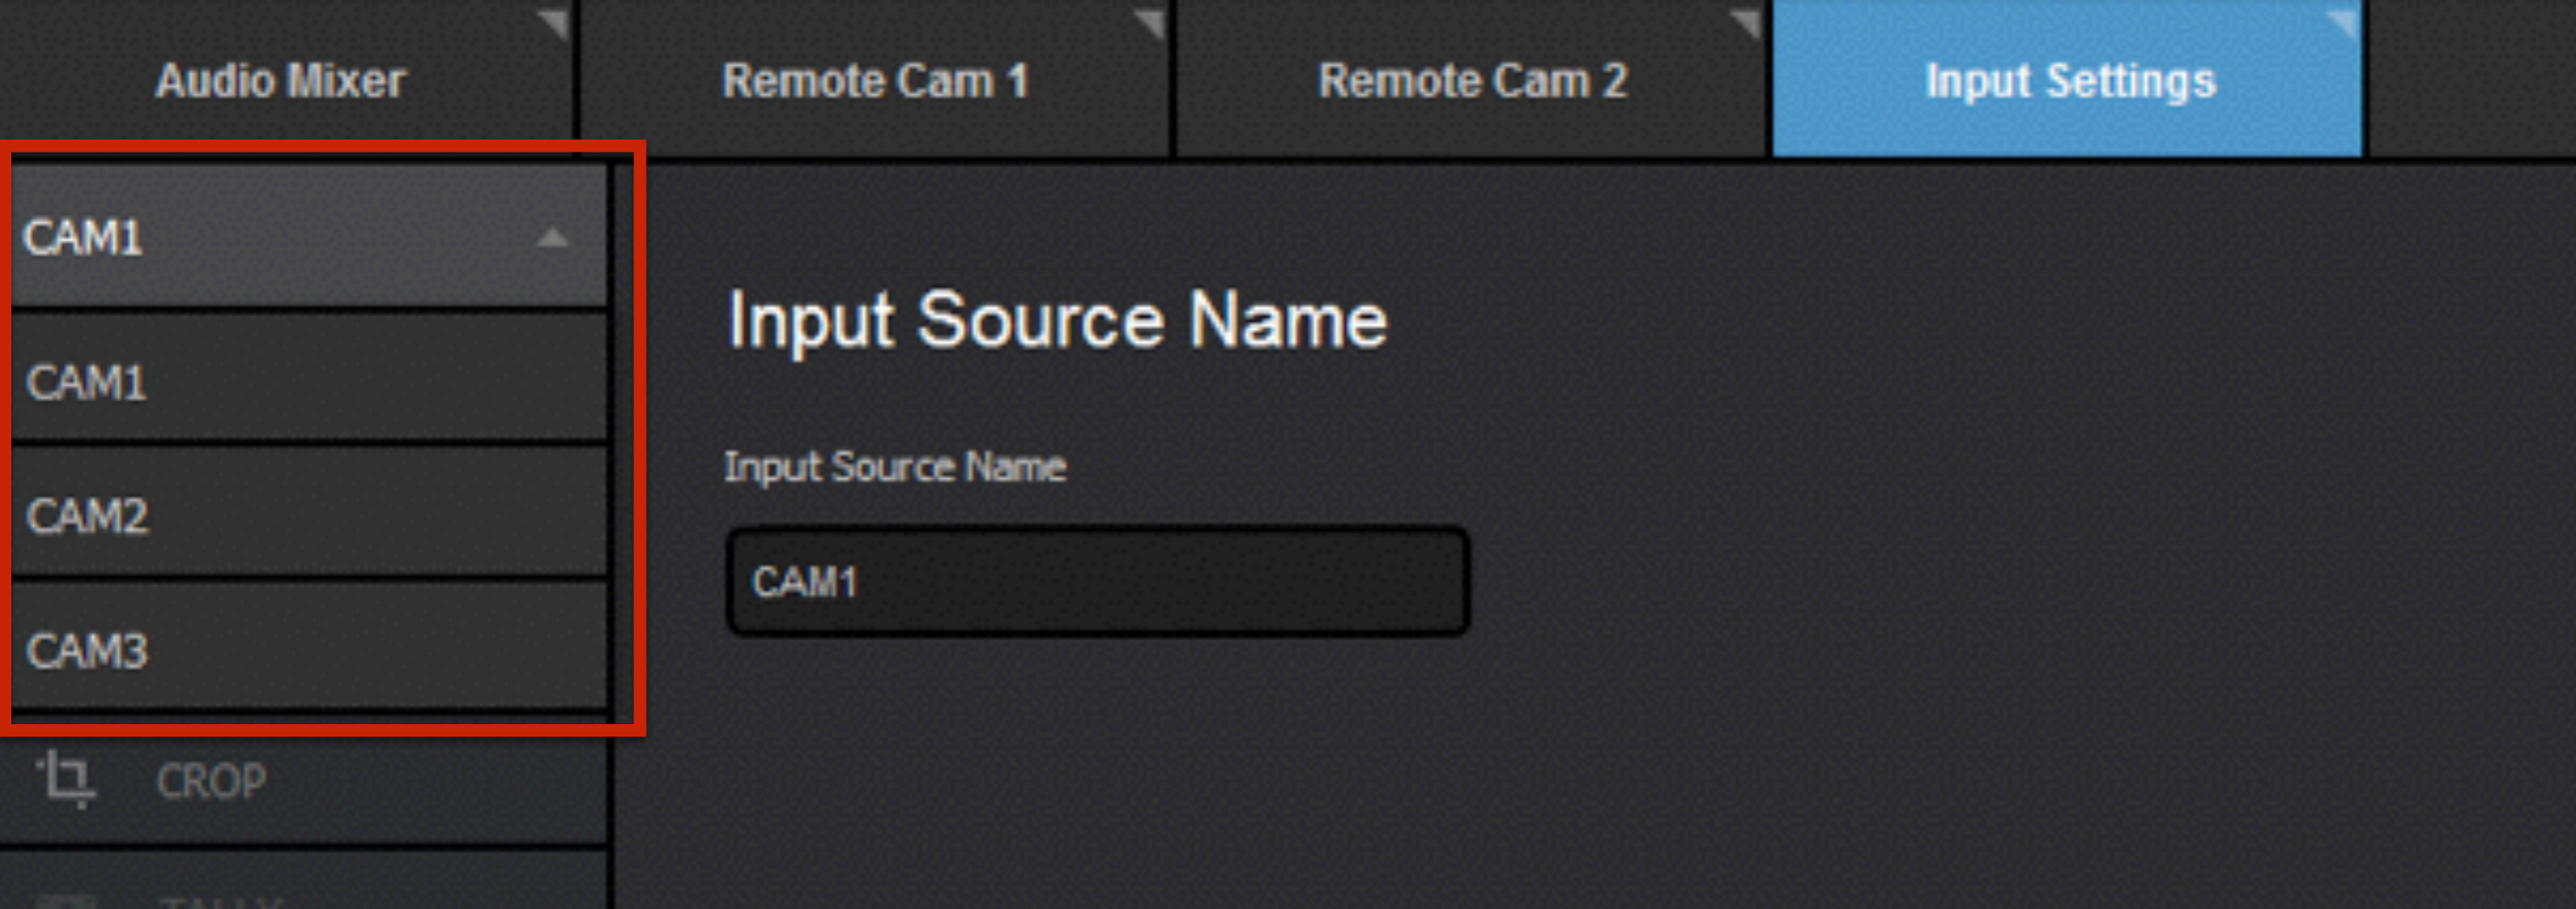 Audio Mixer
Remote Cam 1
Remote Cam 2
Input Settings
CAM1
CAM1
CAM2
CAM3
CROP
TALLY
Input Source Name
Input Source Name
CAM1